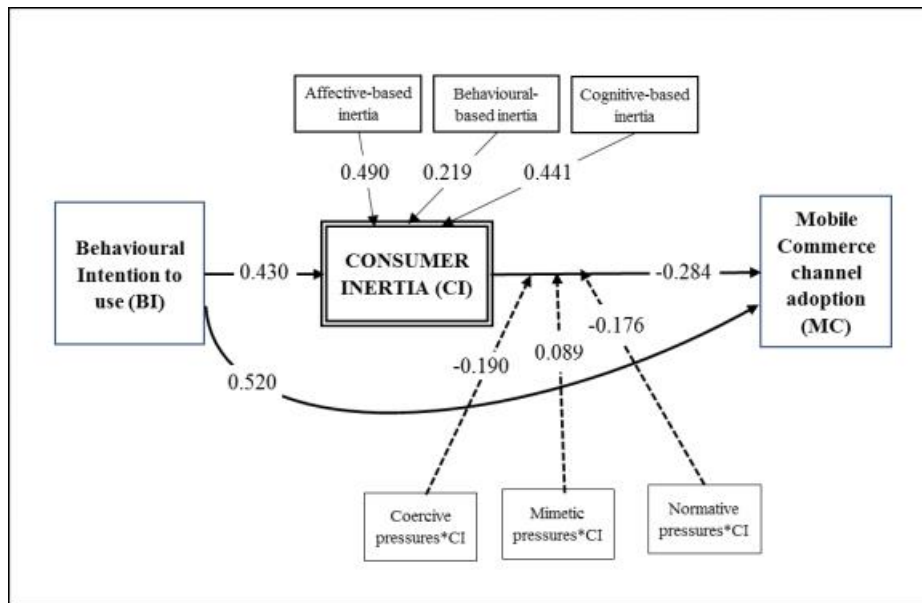 Affective-based
inertia
Behavioural-
based inertia
Cognitive-based
inertia
0.490
0.219
0.441
Behavioural
Intention to
use (BI)
0.430
CONSUMER
INERTIA (CI)
-0.284
Mobile
Commerce
channel
adoption
(MC)
-0.190
0.089
-0.176
0.520
Coercive
pressures*CI
Mimetic
pressures*CI
Normative
pressures*CI